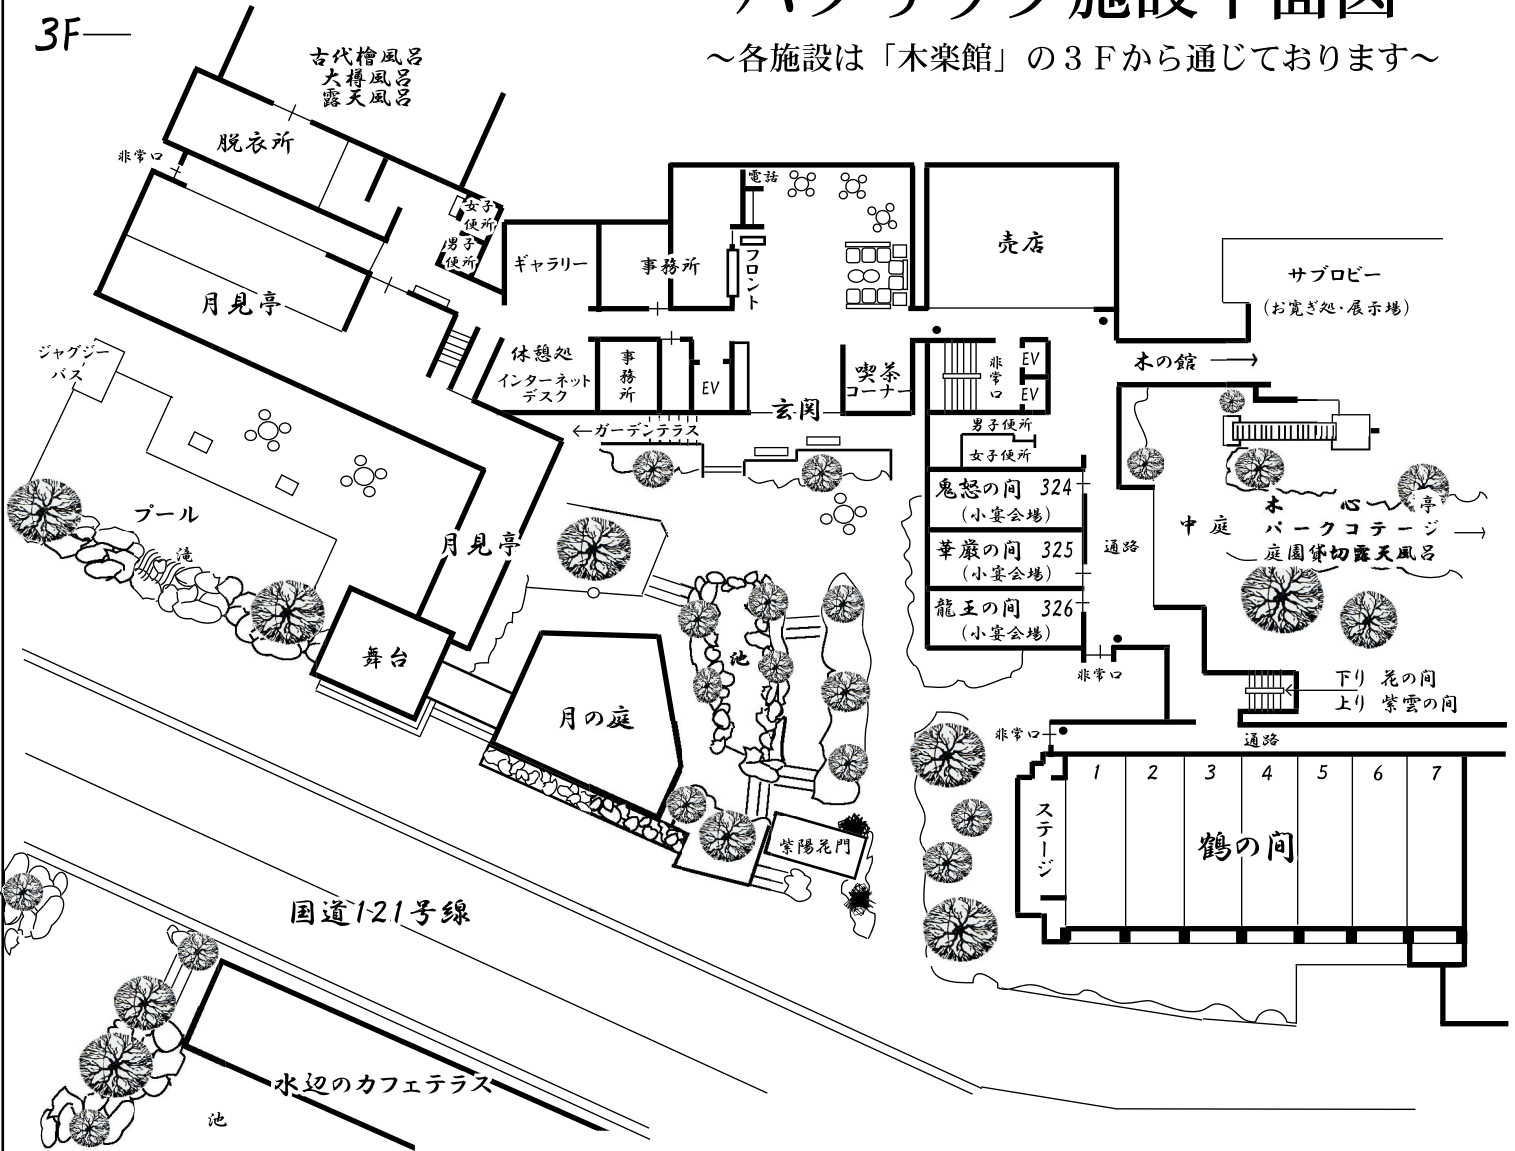 3F
施設平面図
～各施設は「木楽館」の３Ｆから通じております～
古代檜風呂
大樽風呂
露天風呂
脱衣所
非常口
女子
便所
男子
便所
月見亭
ギャラリー
事務所
電話
フロント
売店
サブロビー
(お寛ぎ処・展示場)
木の館
休憩処
インターネット
デスク
事務所
EV
玄関
喫茶
コーナー
非常口
EV
EV
男子便所
女子便所
←ガーデンテラス
ジャグジー
バス
プール
滝
月見亭
舞台
月の庭
池
紫陽花門
鬼怒の間 324
(小宴会場)
華厳の間 325
(小宴会場)
龍王の間 326
(小宴会場)
通路
非常口
中庭
木心亭
パークコテージ
庭園貸切露天風呂
下り 花の間
上り 紫雲の間
非常口
通路
1 2 3 4 5 6 7
ステージ
鶴の間
国道121号線
水辺のカフェテラス
池